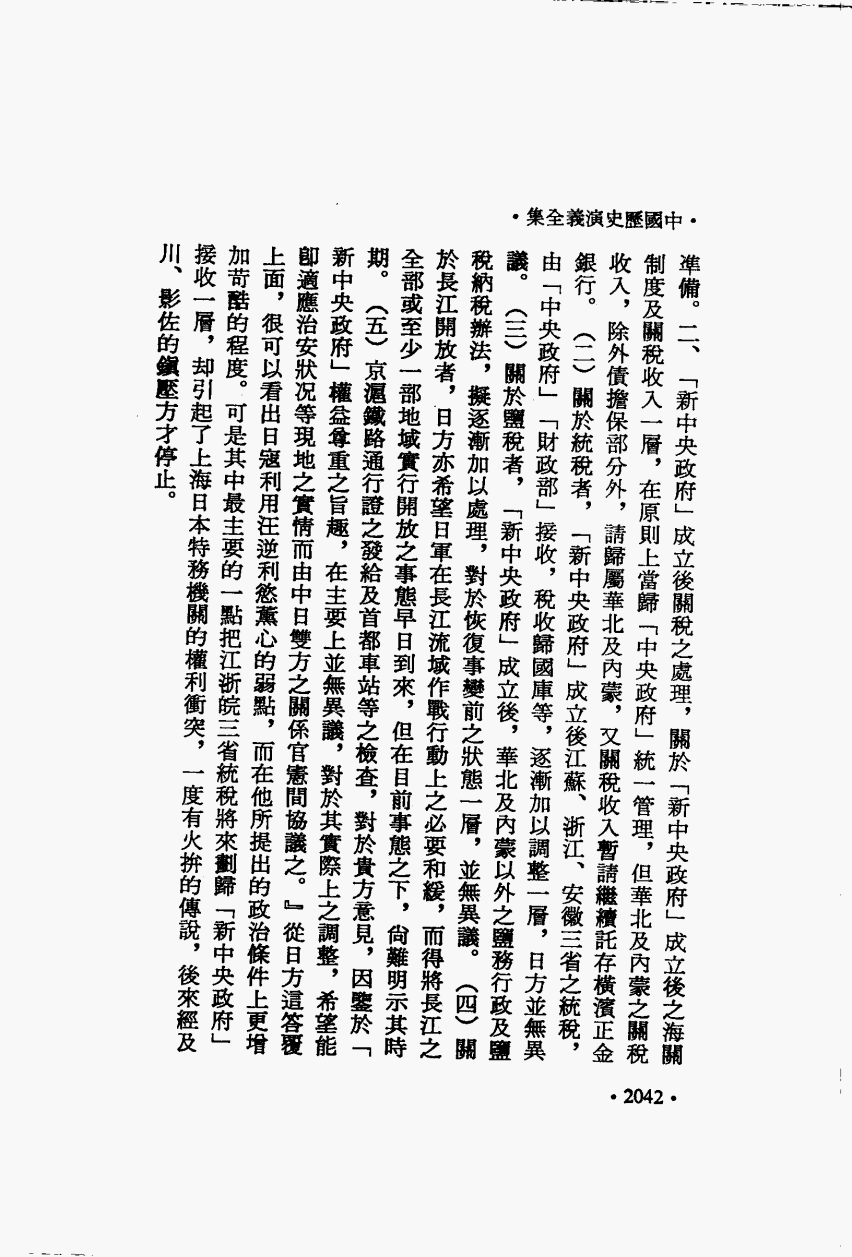 •中國歷史演義全集•
準備。二、「新中央政府」成立後關稅之處理，關於「新中央政府」成立後之海關
制度及關稅收入一層，在原則上當歸「中央政府」統一管理，但華北及內蒙之關稅
收入，除外債擔保部分外，請歸屬華北及內蒙，又關稅收入暫請繼續託存橫濱正金
銀行。（二）關於統稅者，「新中央政府」成立後江蘇、浙江、安徽三省之統稅，
由「中央政府」「財政部」接收，稅收歸國庫等，逐漸加以調整一層，日方並無異
議。（三）關於鹽稅者，「新中央政府」成立後，華北及內蒙以外之鹽務行政及鹽
稅納稅辦法，擬逐漸加以處理，對於恢復事變前之狀態一層，並無異議。（四）關
於長江開放者，日方亦希望日軍在長江流域作戰行動上之必要和緩，而得將長江之
全部或至少一部地域實行開放之事態早日到來，但在目前事態之下，尙難明示其時
期。（五）京滬鐵路通行證之發給及首都車站等之檢查，對於貴方意見，因鑒於「
新中央政府」權益尊重之旨趣，在主要上並無異議，對於其實際上之調整，希望能
卽適應治安狀況等現地之實情而由中日雙方之關係官憲間協議之。』從日方這答覆
上面，很可以看出日寇利用汪逆利慾薰心的弱點，而在他所提出的政治條件上更增
加苛酷的程度。可是其中最主要的一點把江浙皖三省統稅將來劃歸「新中央政府」
接收一層，却引起了上海日本特務機關的權利衝突，一度有火拚的傳說，後來經及
川、影佐的鎭壓方才停止。
•2042•